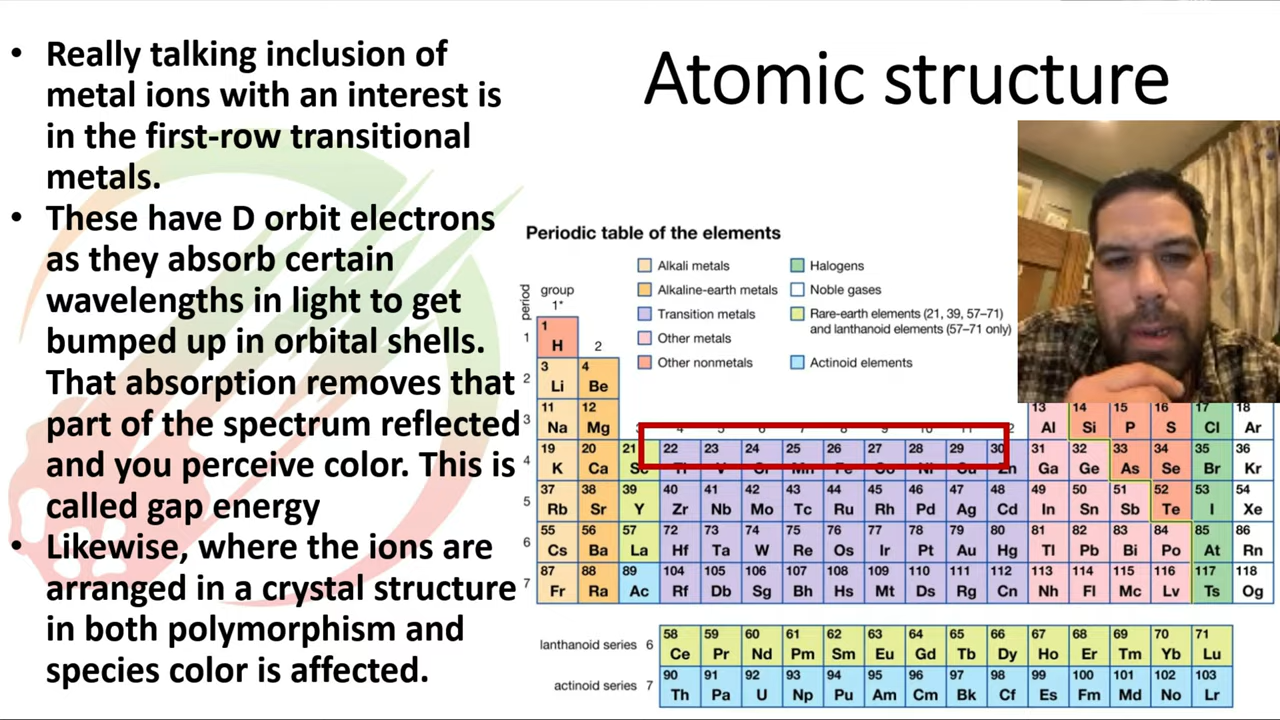 • Really talking inclusion of
metal ions with an interest is
in the first-row transitional
metals.
• These have D orbit electrons
as they absorb certain
wavelengths in light to get
bumped up in orbital shells.
That absorption removes that
part of the spectrum reflected
and you perceive color. This is
called gap energy
• Likewise, where the ions are
arranged in a crystal structure
in both polymorphism and
species color is affected.
Atomic structure
Periodic table of the elements
Alkali metals
Alkaline-earth metals
Transition metals
Other metals
Other nonmetals
Halogens
Noble gases
Rare-earth elements (21, 39, 57–71)
and lanthanoid elements (57–71 only)
Actinoid elements
period
group
1*
1 1
H 2
2 3 4
Li Be
3 11 12 13 14 15 16 17 18
Na Mg Al Si P S Cl Ar
4 19 20 21 22 23 24 25 26 27 28 29 30 31 32 33 34 35 36
K Ca Sc Ti V Cr Mn Fe Co Ni Cu Zn Ga Ge As Se Br Kr
5 37 38 39 40 41 42 43 44 45 46 47 48 49 50 51 52 53 54
Rb Sr Y Zr Nb Mo Tc Ru Rh Pd Ag Cd In Sn Sb Te I Xe
6 55 56 57 72 73 74 75 76 77 78 79 80 81 82 83 84 85 86
Cs Ba La Hf Ta W Re Os Ir Pt Au Hg Tl Pb Bi Po At Rn
7 87 88 89 104 105 106 107 108 109 110 111 112 113 114 115 116 117 118
Fr Ra Ac Rf Db Sg Bh Hs Mt Ds Rg Cn Nh Fl Mc Lv Ts Og
lanthanoid series 6 58 59 60 61 62 63 64 65 66 67 68 69 70 71
Ce Pr Nd Pm Sm Eu Gd Tb Dy Ho Er Tm Yb Lu
actinoid series 7 90 91 92 93 94 95 96 97 98 99 100 101 102 103
Th Pa U Np Pu Am Cm Bk Cf Es Fm Md No Lr